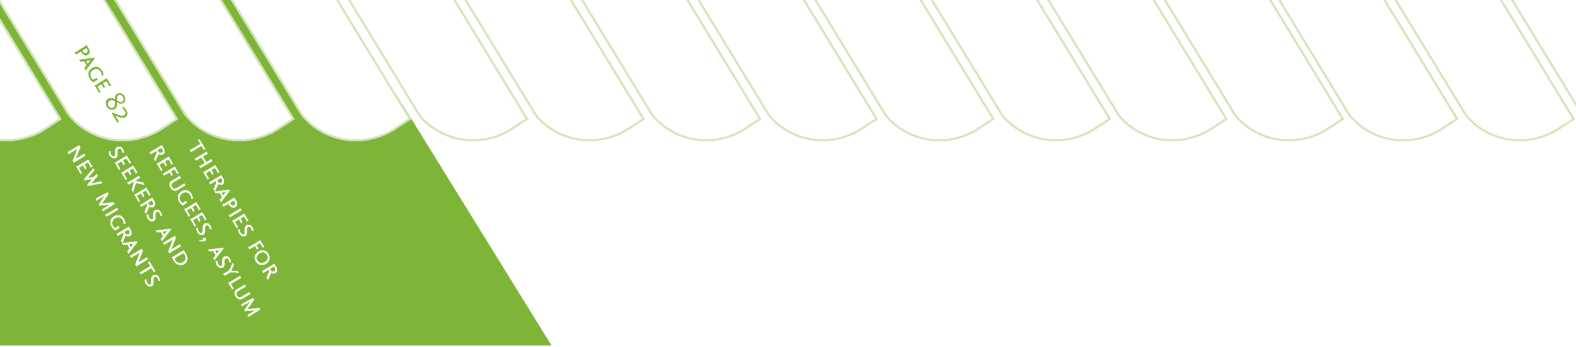 PAGE 82
THERAPIES FOR
REFUGEES, ASYLUM
SEEKERS AND
NEW MIGRANTS